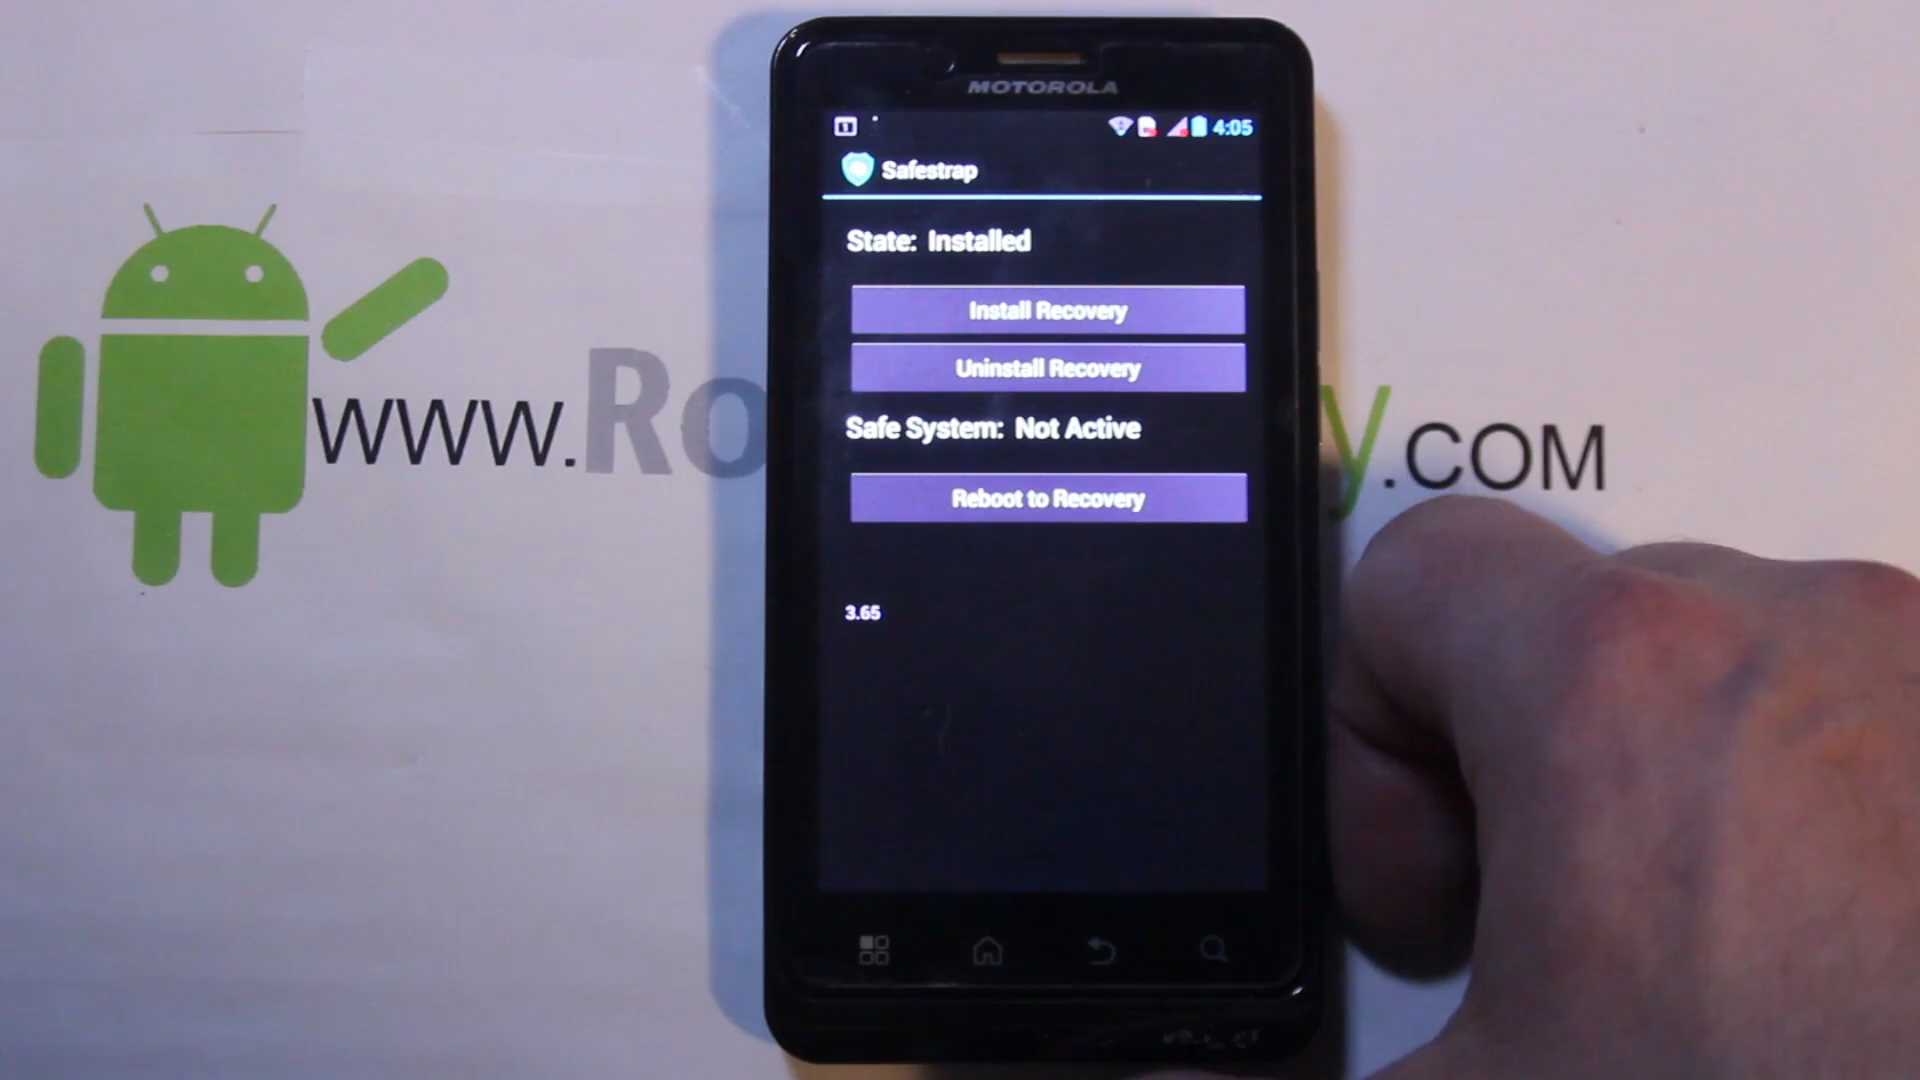 MOTOROLA
4:05
Safestrap
State: Installed
Install Recovery
Uninstall Recovery
Safe System: Not Active
Reboot to Recovery
3.65
www.Ro y.COM